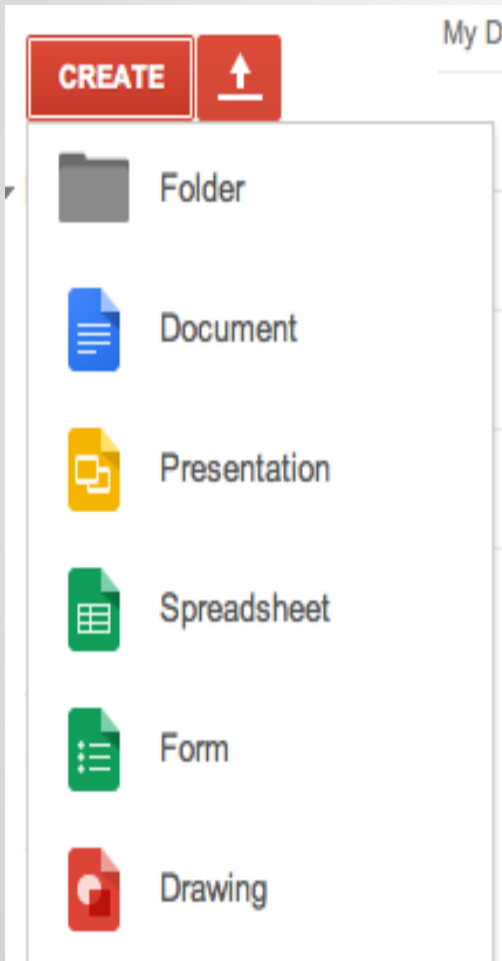 My D
CREATE
Folder
Document
Presentation
Spreadsheet
Form
Drawing